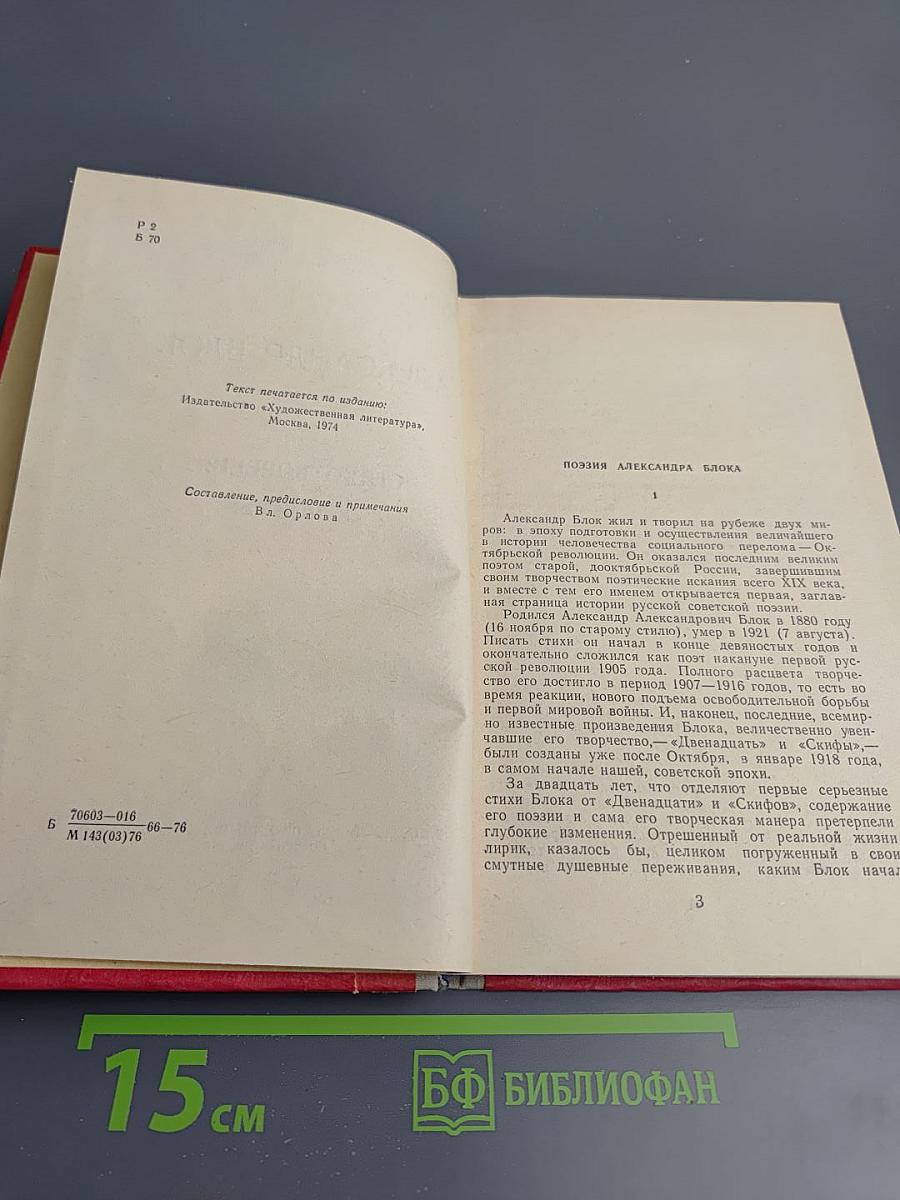 Р 2
Б 70
Текст печатается по изданию:
Издательство «Художественная литература»,
Москва, 1974
Составление, предисловие и примечания
Вл. Орлова
Б 70603—016 66—76
М 143(03)76
ПОЭЗИЯ АЛЕКСАНДРА БЛОКА
1
Александр Блок жил и творил на рубеже двух ми-
ров: в эпоху подготовки и осуществления величайшего
в истории человечества социального перелома — Ок-
тябрьской революции. Он оказался последним великим
поэтом старой, дооктябрьской России, завершившим
своим творчеством поэтические искания всего XIX века,
и вместе с тем его именем открывается первая, заглав-
ная страница истории русской советской поэзии.
Родился Александр Александрович Блок в 1880 году
(16 ноября по старому стилю), умер в 1921 (7 августа).
Писать стихи он начал в конце девяностых годов и
окончательно сложился как поэт накануне первой рус-
ской революции 1905 года. Полного расцвета творче-
ство его достигло в период 1907—1916 годов, то есть во
время реакции, нового подъема освободительной борьбы
и первой мировой войны. И, наконец, последние, всемир-
но известные произведения Блока, величественно увен-
чавшие его творчество,— «Двенадцать» и «Скифы»,—
были созданы уже после Октября, в январе 1918 года,
в самом начале нашей, советской эпохи.
За двадцать лет, что отделяют первые серьезные
стихи Блока от «Двенадцати» и «Скифов», содержание
его поэзии и сама его творческая манера претерпели
глубокие изменения. Отрешенный от реальной жизни
лирик, казалось бы, целиком погруженный в свои
смутные душевные переживания, каким Блок начал
3
15 см
БФ БИБЛИОФАН